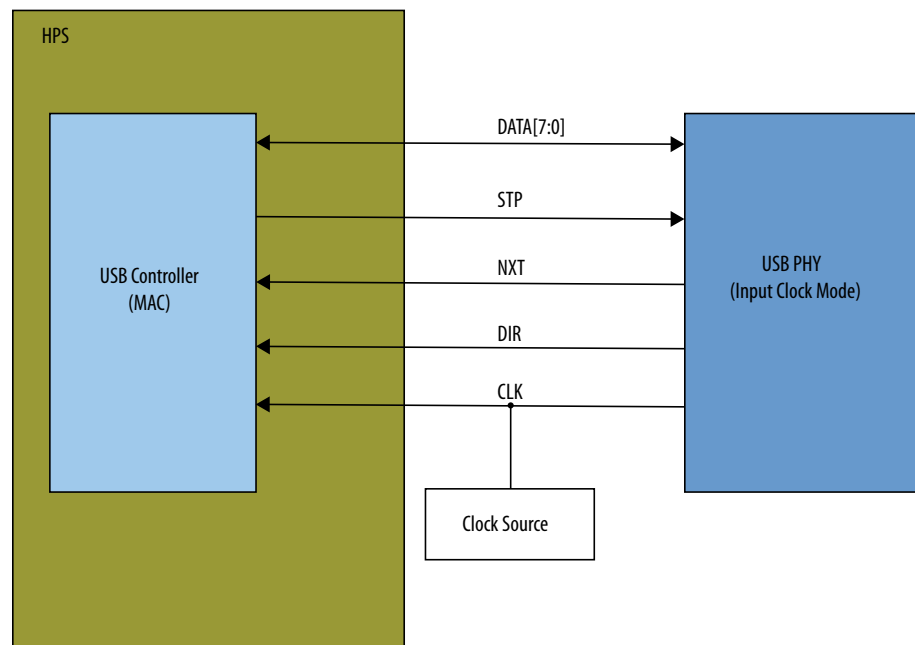 HPS
DATA[7:0]
STP
NXT
DIR
CLK
USB Controller
(MAC)
USB PHY
(Input Clock Mode)
Clock Source